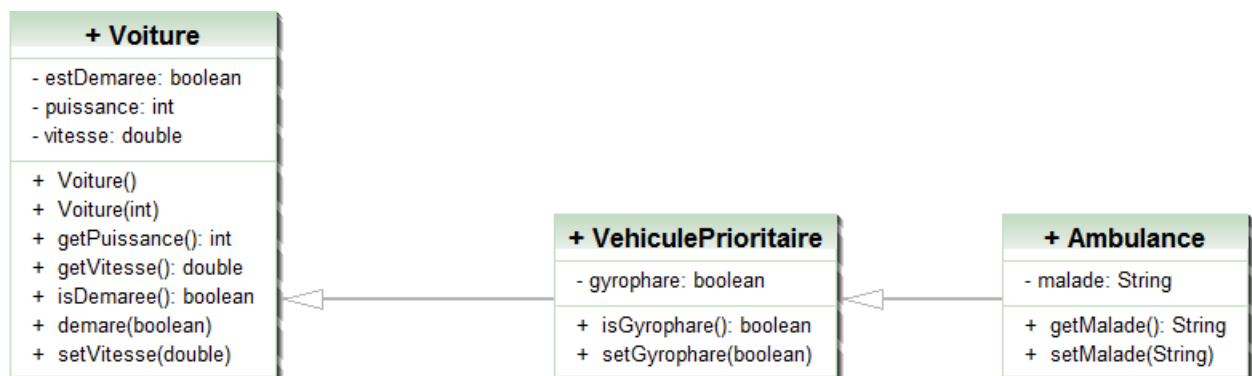 + Voiture
- estDemaree: boolean
- puissance: int
- vitesse: double
+ Voiture()
+ Voiture(int)
+ getPuissance(): int
+ getVitesse(): double
+ isDemaree(): boolean
+ demare(boolean)
+ setVitesse(double)
+ VehiculePrioritaire
- gyrophare: boolean
+ isGyrophare(): boolean
+ setGyrophare(boolean)
+ Ambulance
- malade: String
+ getMalade(): String
+ setMalade(String)